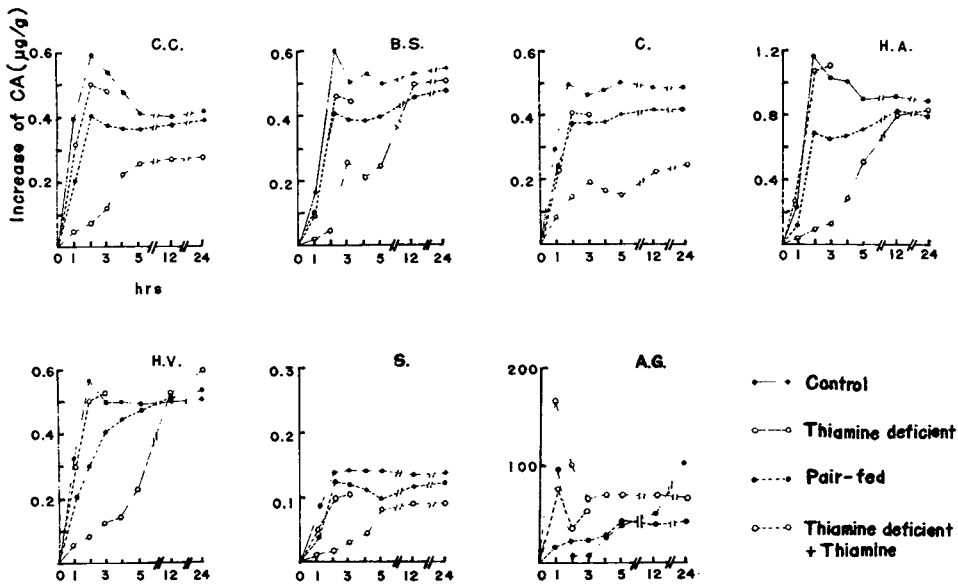 Increase of CA (μg/g)
C.C.
0.6
0.4
0.2
0 1 3 5 12 24
hrs
B.S.
0.6
0.4
0.2
0 1 3 5 12 24
C.
0.6
0.4
0.2
0 1 3 5 12 24
H.A.
1.2
0.8
0.4
0 1 3 5 12 24
H.V.
0.6
0.4
0.2
0 1 3 5 12 24
S.
0.3
0.2
0.1
0 1 3 5 12 24
A.G.
200
100
0 1 3 5 12 24
Control
Thiamine deficient
Pair-fed
Thiamine deficient
+ Thiamine